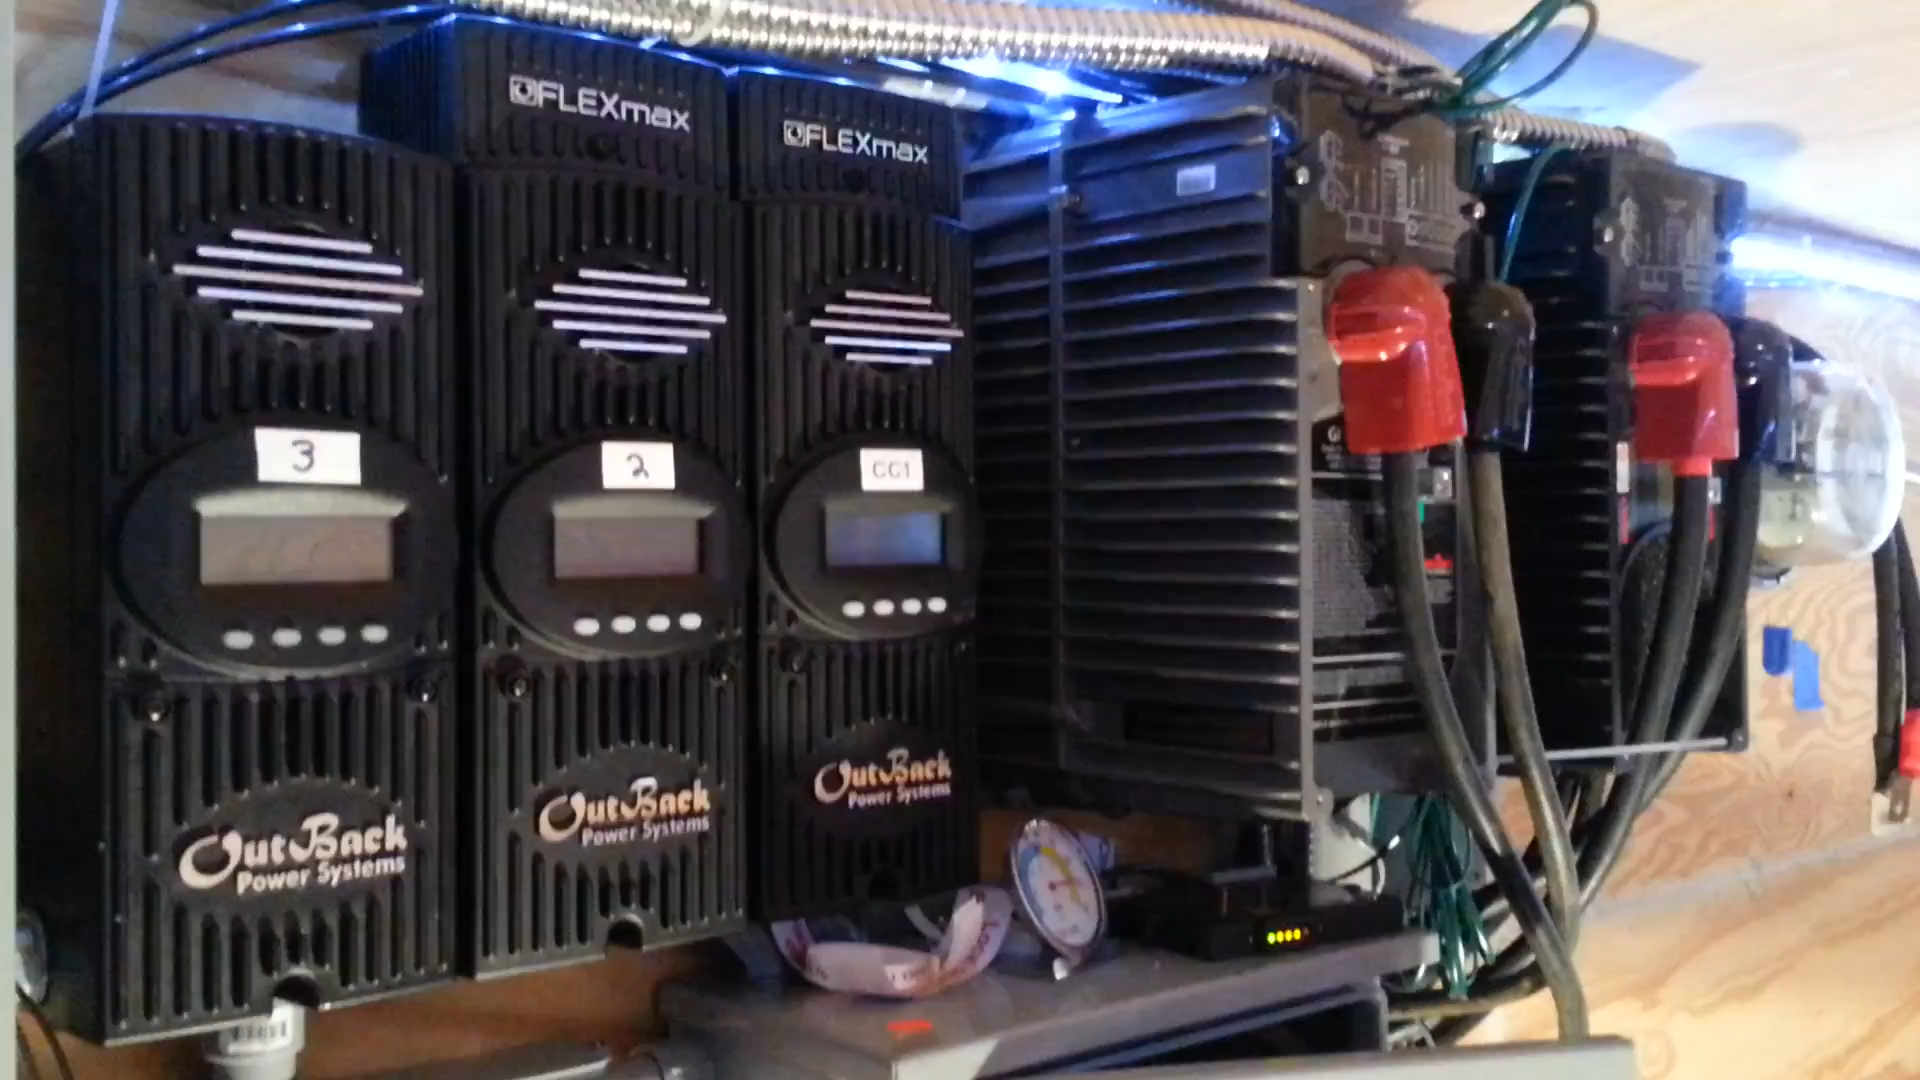 FLEXmax
FLEXmax
3
2
CC1
OutBack
Power Systems
OutBack
Power Systems
OutBack
Power Systems